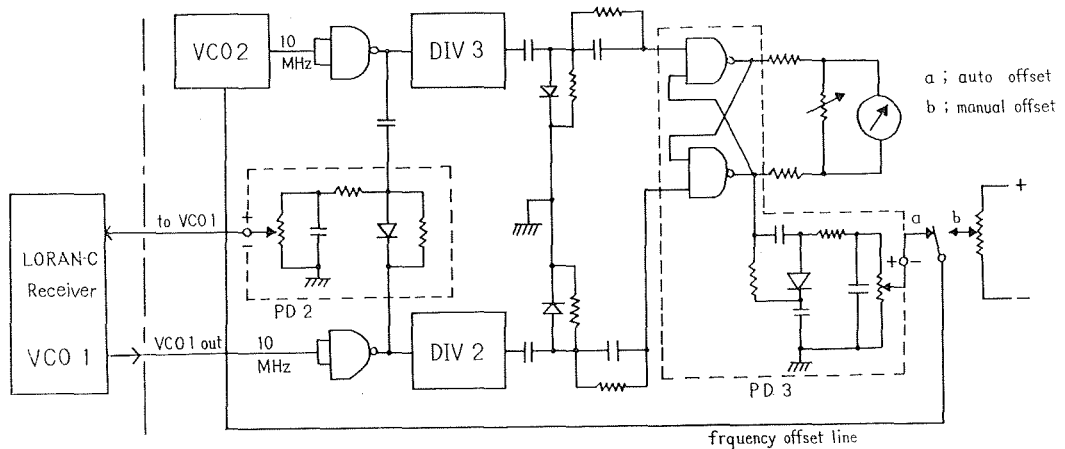 VCO2
10
MHz
DIV 3
a ; auto offset
b ; manual offset
to VCO1
+
−
LORAN-C
Receiver
VCO 1
PD 2
VCO1 out
10
MHz
DIV 2
a
b
+
+
−
−
PD 3
frquency offset line